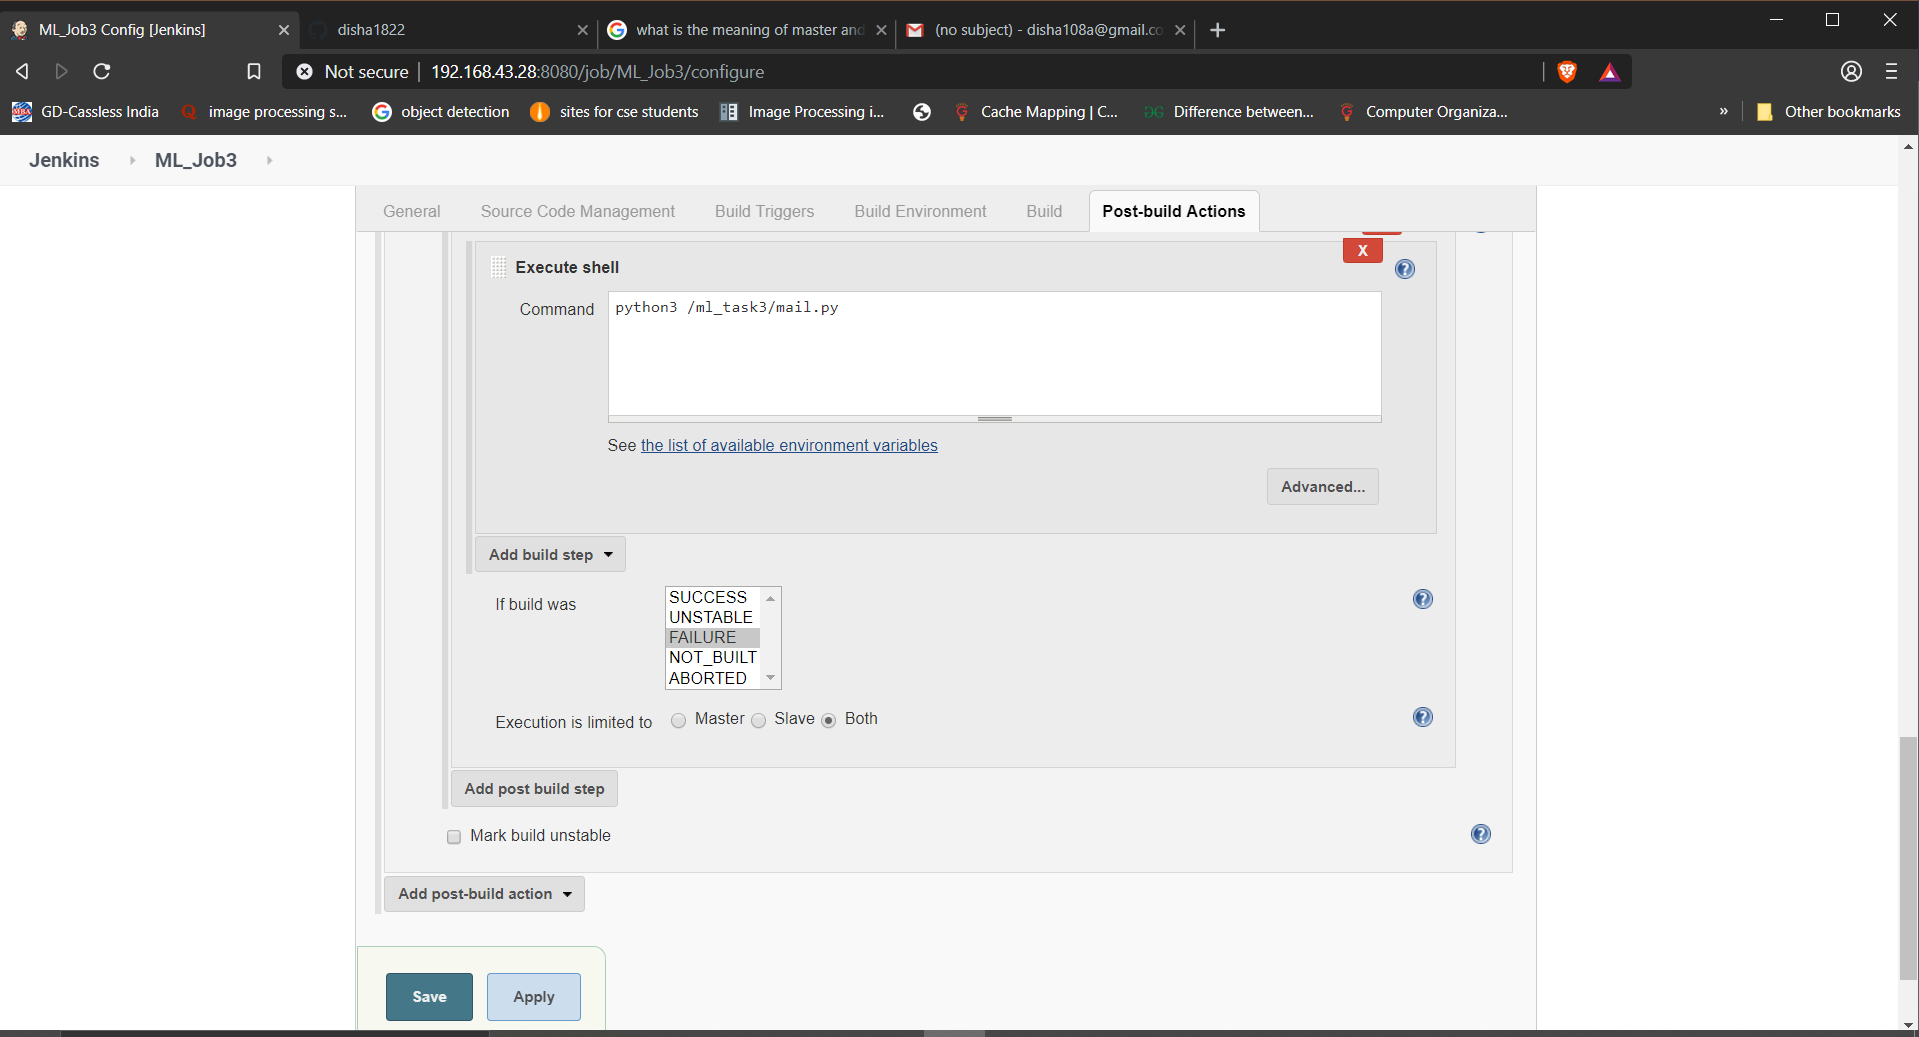 ML_Job3 Config [Jenkins]
disha1822
what is the meaning of master and
(no subject) - disha108a@gmail.co
Not secure
192.168.43.28:8080/job/ML_Job3/configure
GD-Cassless India
image processing s...
object detection
sites for cse students
Image Processing i...
Cache Mapping | C...
Difference between...
Computer Organiza...
»
Other bookmarks
Jenkins
ML_Job3
General
Source Code Management
Build Triggers
Build Environment
Build
Post-build Actions
X
Execute shell
Command
python3 /ml_task3/mail.py
See the list of available environment variables
Advanced...
Add build step
If build was
SUCCESS
UNSTABLE
FAILURE
NOT_BUILT
ABORTED
Execution is limited to
Master
Slave
Both
Add post build step
Mark build unstable
Add post-build action
Save
Apply